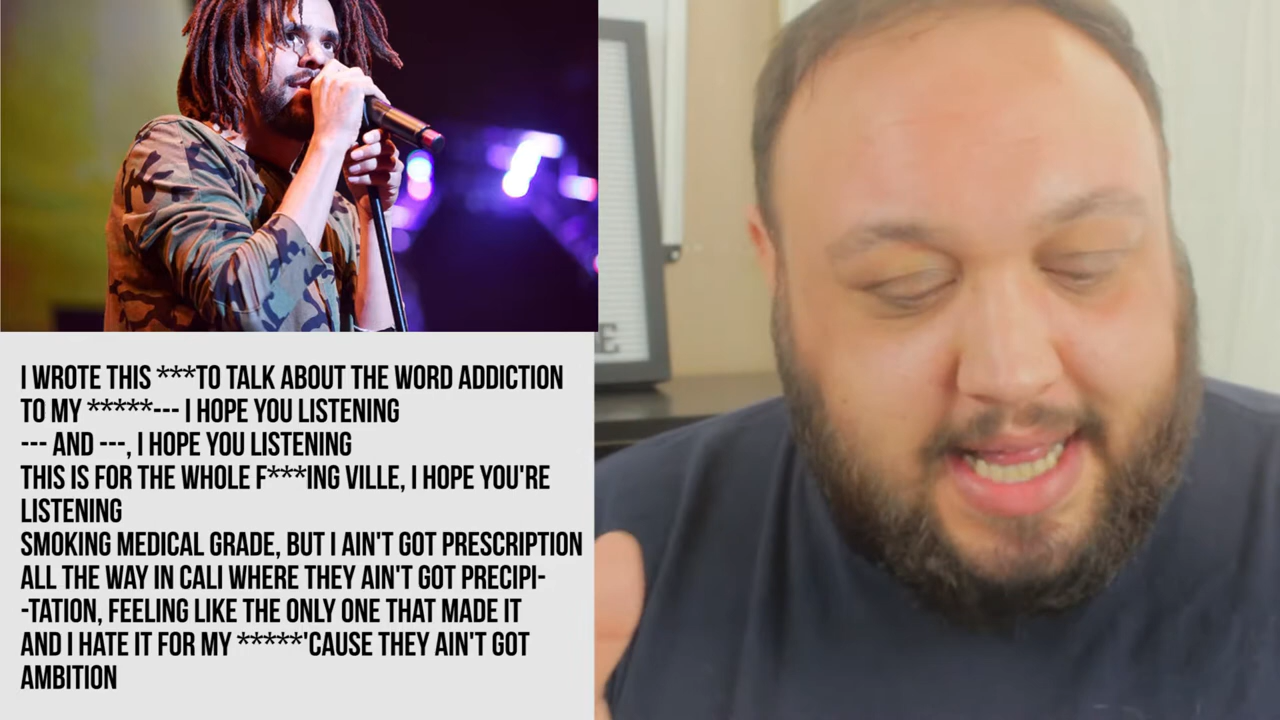 E
I WROTE THIS ***TO TALK ABOUT THE WORD ADDICTION
TO MY *****--- I HOPE YOU LISTENING
--- AND ---, I HOPE YOU LISTENING
THIS IS FOR THE WHOLE F***ING VILLE, I HOPE YOU'RE
LISTENING
SMOKING MEDICAL GRADE, BUT I AIN'T GOT PRESCRIPTION
ALL THE WAY IN CALI WHERE THEY AIN'T GOT PRECIPI-
-TATION, FEELING LIKE THE ONLY ONE THAT MADE IT
AND I HATE IT FOR MY *****'CAUSE THEY AIN'T GOT
AMBITION